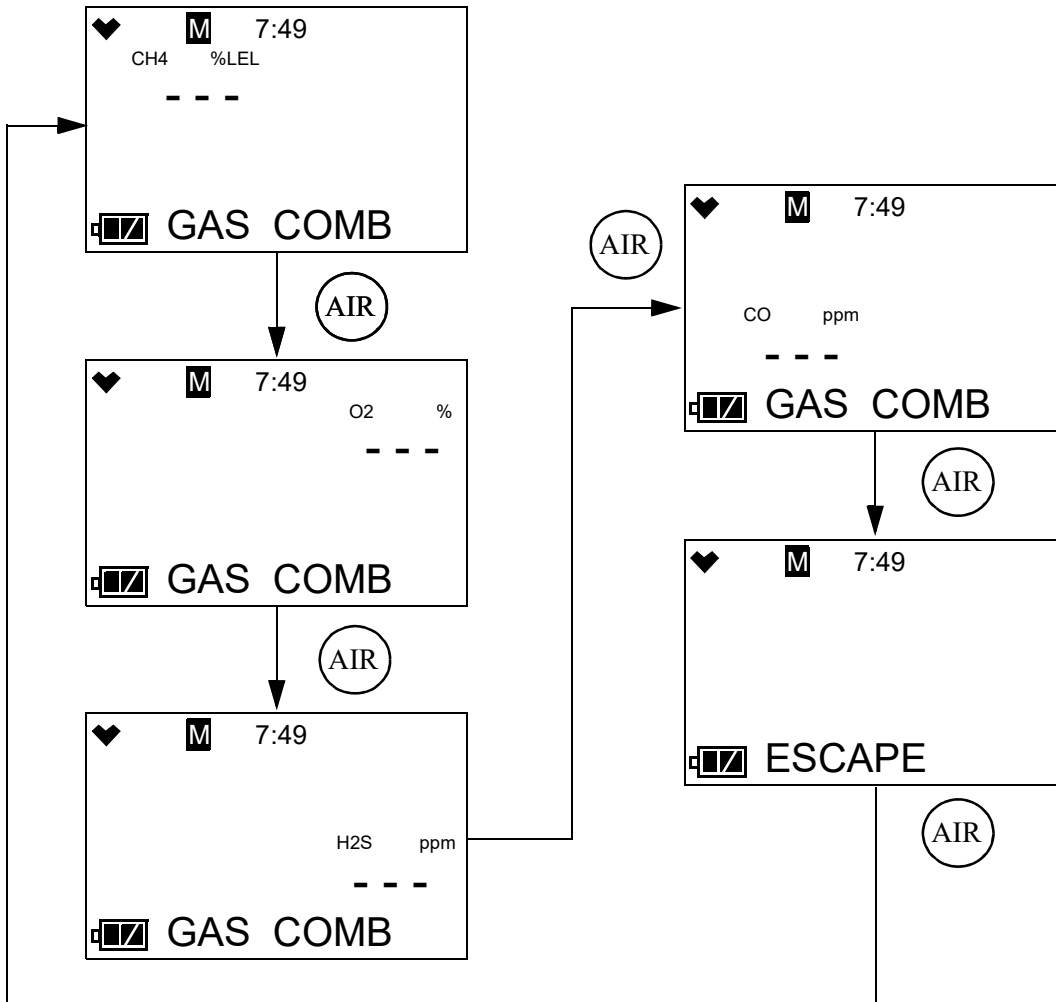 M 7:49
CH4 %LEL
- - -
GAS COMB
AIR
M 7:49
O2 %
- - -
GAS COMB
AIR
M 7:49
H2S ppm
- - -
GAS COMB
AIR
M 7:49
CO ppm
- - -
GAS COMB
AIR
M 7:49
ESCAPE
AIR